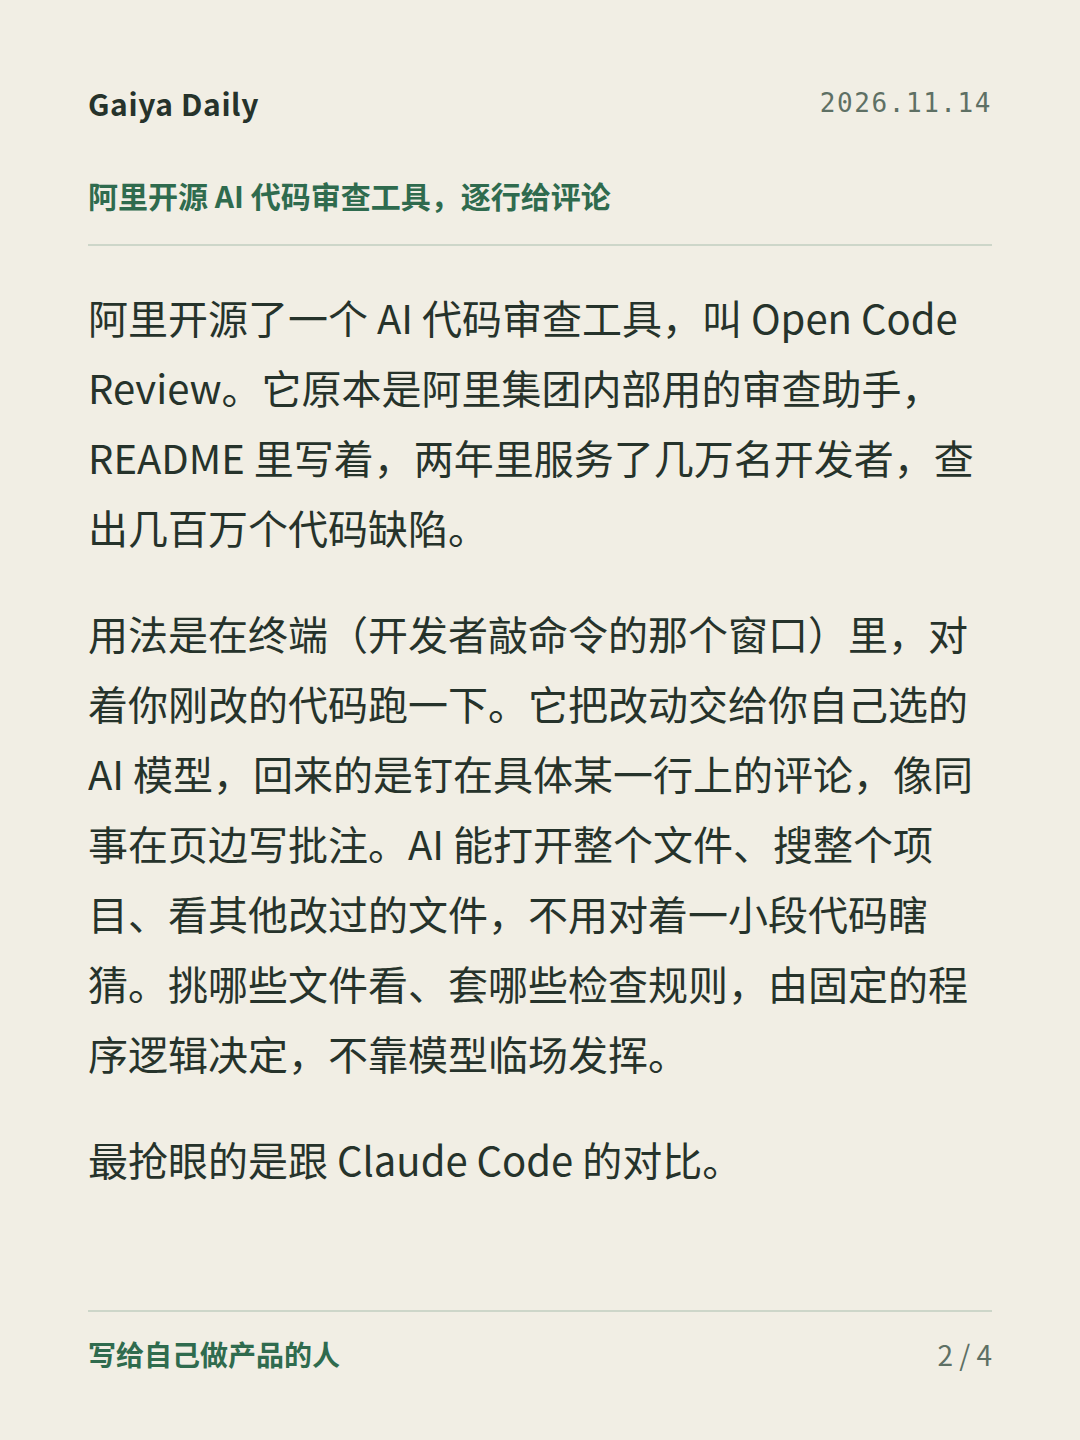 Gaiya Daily
2026.11.14
阿里开源 AI 代码审查工具，逐行给评论
阿里开源了一个 AI 代码审查工具，叫 Open Code
Review。它原本是阿里集团内部用的审查助手，
README 里写着，两年里服务了几万名开发者，查
出几百万个代码缺陷。
用法是在终端（开发者敲命令的那个窗口）里，对
着你刚改的代码跑一下。它把改动交给你自己选的
AI 模型，回来的是钉在具体某一行上的评论，像同
事在页边写批注。AI 能打开整个文件、搜整个项
目、看其他改过的文件，不用对着一小段代码瞎
猜。挑哪些文件看、套哪些检查规则，由固定的程
序逻辑决定，不靠模型临场发挥。
最抢眼的是跟 Claude Code 的对比。
写给自己做产品的人
2 / 4